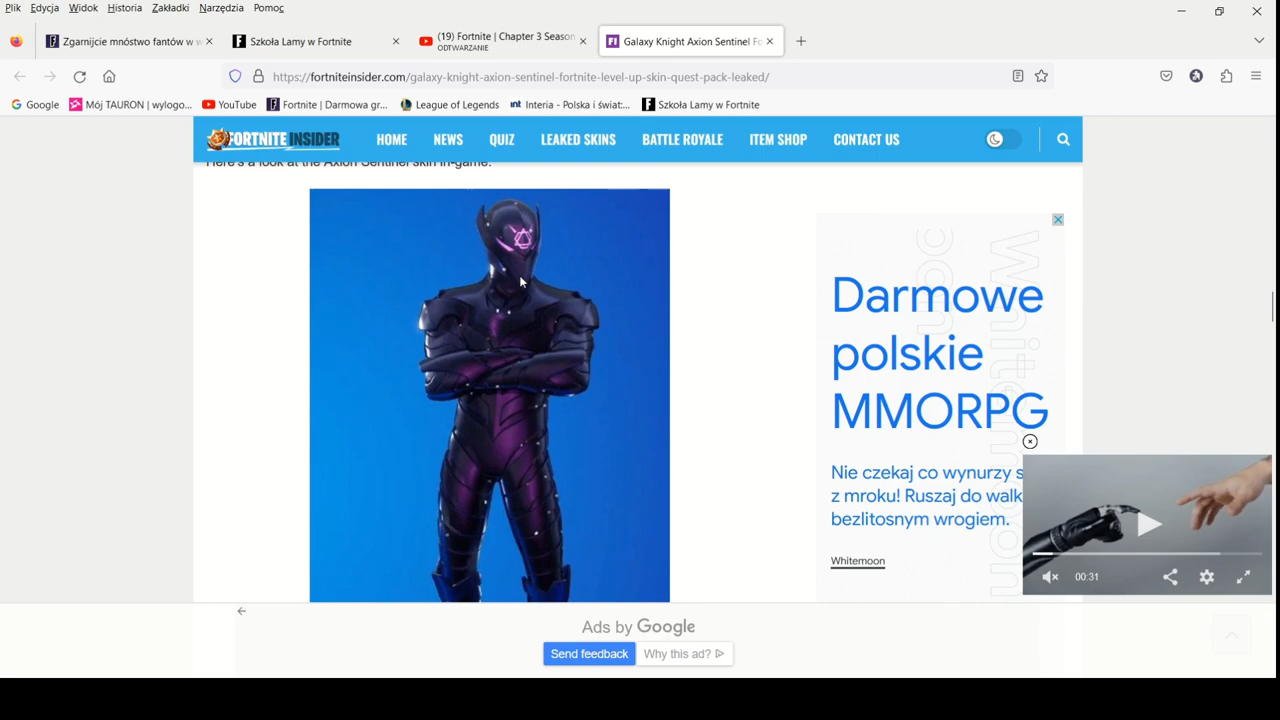 Plik Edycja Widok Historia Zakładki Narzędzia Pomoc
Zgarnijcie mnóstwo fantów w w
Szkoła Lamy w Fortnite
(19) Fortnite | Chapter 3 Season
ODTWARZANIE
Galaxy Knight Axion Sentinel Fo
https://fortniteinsider.com/galaxy-knight-axion-sentinel-fortnite-level-up-skin-quest-pack-leaked/
Google Mój TAURON | wylogo... YouTube Fortnite | Darmowa gr... League of Legends Interia - Polska i świat:... Szkoła Lamy w Fortnite
FORTNITE INSIDER HOME NEWS QUIZ LEAKED SKINS BATTLE ROYALE ITEM SHOP CONTACT US
Here's a look at the Axion Sentinel skin in-game:
Darmowe
polskie
MMORPG
Nie czekaj co wynurzy s
z mroku! Ruszaj do walk
bezlitosnym wrogiem.
Whitemoon
00:31
Ads by Google
Send feedback
Why this ad?